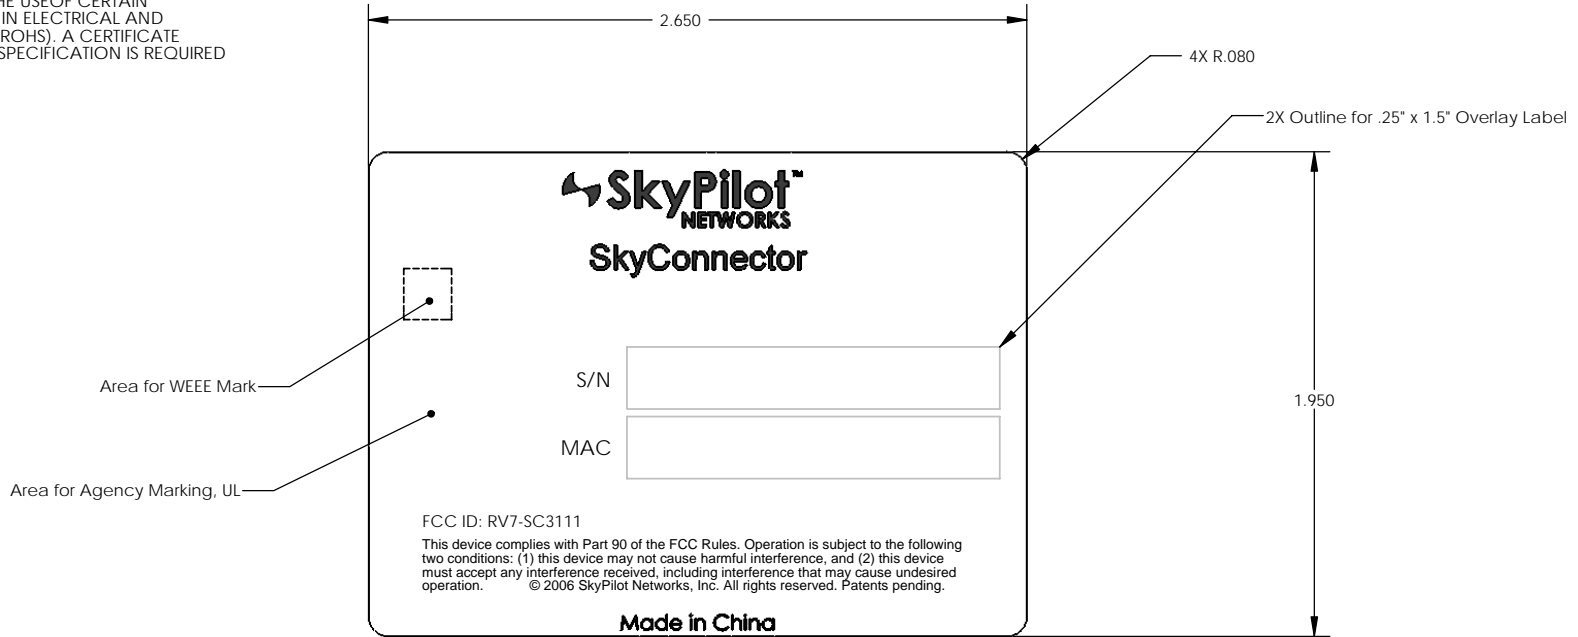 HE USEOF CERTAIN
IN ELECTRICAL AND
ROHS). A CERTIFICATE
SPECIFICATION IS REQUIRED
2.650
4X R.080
2X Outline for .25" x 1.5" Overlay Label
SkyPilot™
NETWORKS
SkyConnector
Area for WEEE Mark
S/N
1.950
MAC
Area for Agency Marking, UL
FCC ID: RV7-SC3111
This device complies with Part 90 of the FCC Rules. Operation is subject to the following
two conditions: (1) this device may not cause harmful interference, and (2) this device
must accept any interference received, including interference that may cause undesired
operation. © 2006 SkyPilot Networks, Inc. All rights reserved. Patents pending.
Made in China